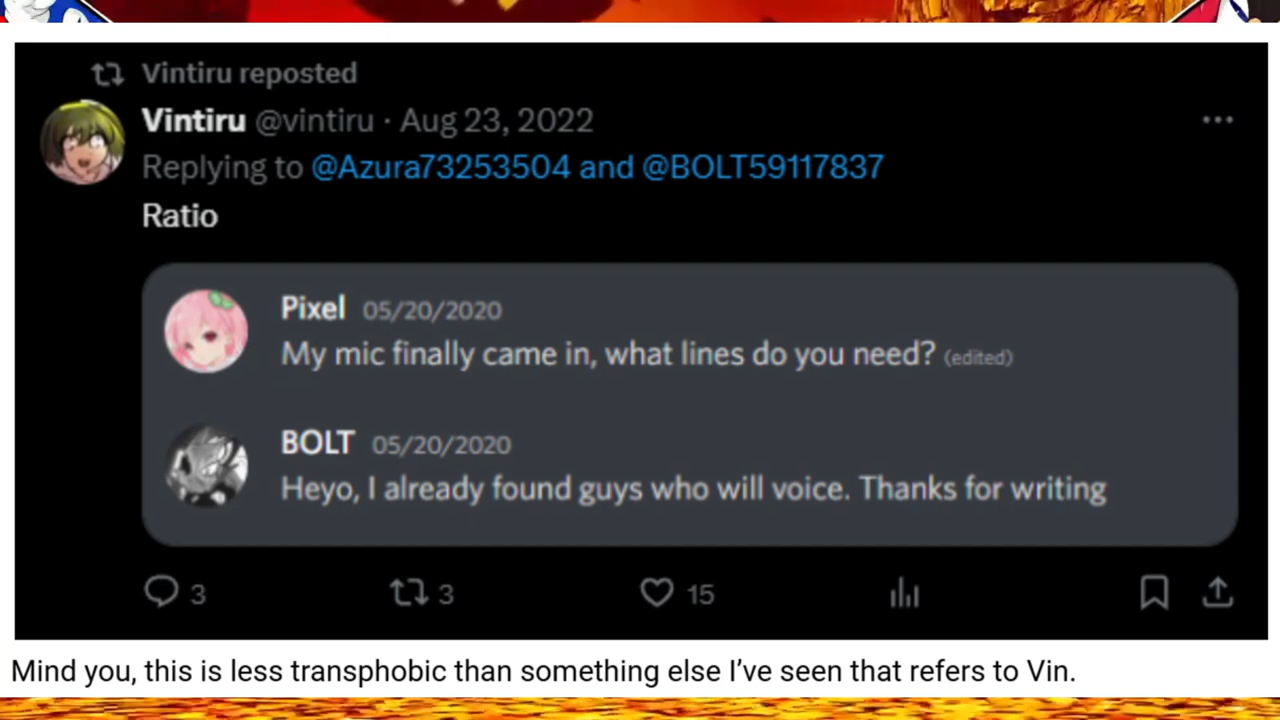 Vintiru reposted
Vintiru @vintiru · Aug 23, 2022
Replying to @Azura73253504 and @BOLT59117837
Ratio
Pixel 05/20/2020
My mic finally came in, what lines do you need? (edited)
BOLT 05/20/2020
Heyo, I already found guys who will voice. Thanks for writing
3 3 15
Mind you, this is less transphobic than something else I’ve seen that refers to Vin.